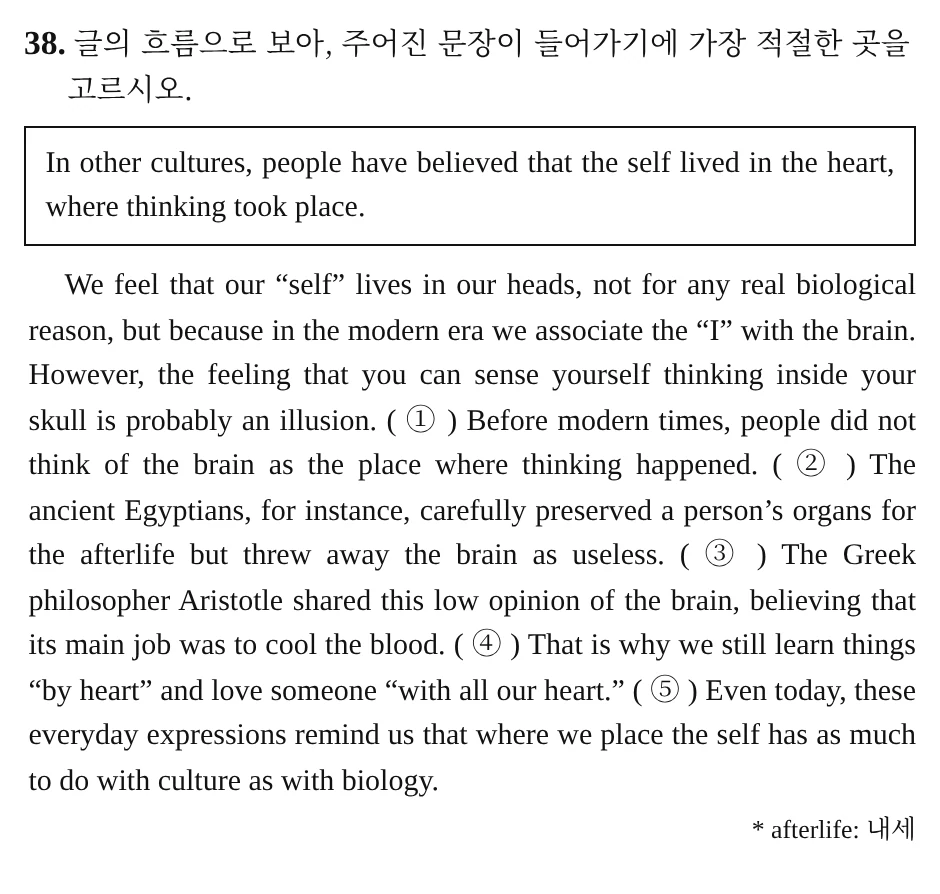 38. 글의 흐름으로 보아, 주어진 문장이 들어가기에 가장 적절한 곳을
고르시오.
In other cultures, people have believed that the self lived in the heart,
where thinking took place.
We feel that our “self” lives in our heads, not for any real biological
reason, but because in the modern era we associate the “I” with the brain.
However, the feeling that you can sense yourself thinking inside your
skull is probably an illusion. ( ① ) Before modern times, people did not
think of the brain as the place where thinking happened. ( ② ) The
ancient Egyptians, for instance, carefully preserved a person’s organs for
the afterlife but threw away the brain as useless. ( ③ ) The Greek
philosopher Aristotle shared this low opinion of the brain, believing that
its main job was to cool the blood. ( ④ ) That is why we still learn things
“by heart” and love someone “with all our heart.” ( ⑤ ) Even today, these
everyday expressions remind us that where we place the self has as much
to do with culture as with biology.
* afterlife: 내세